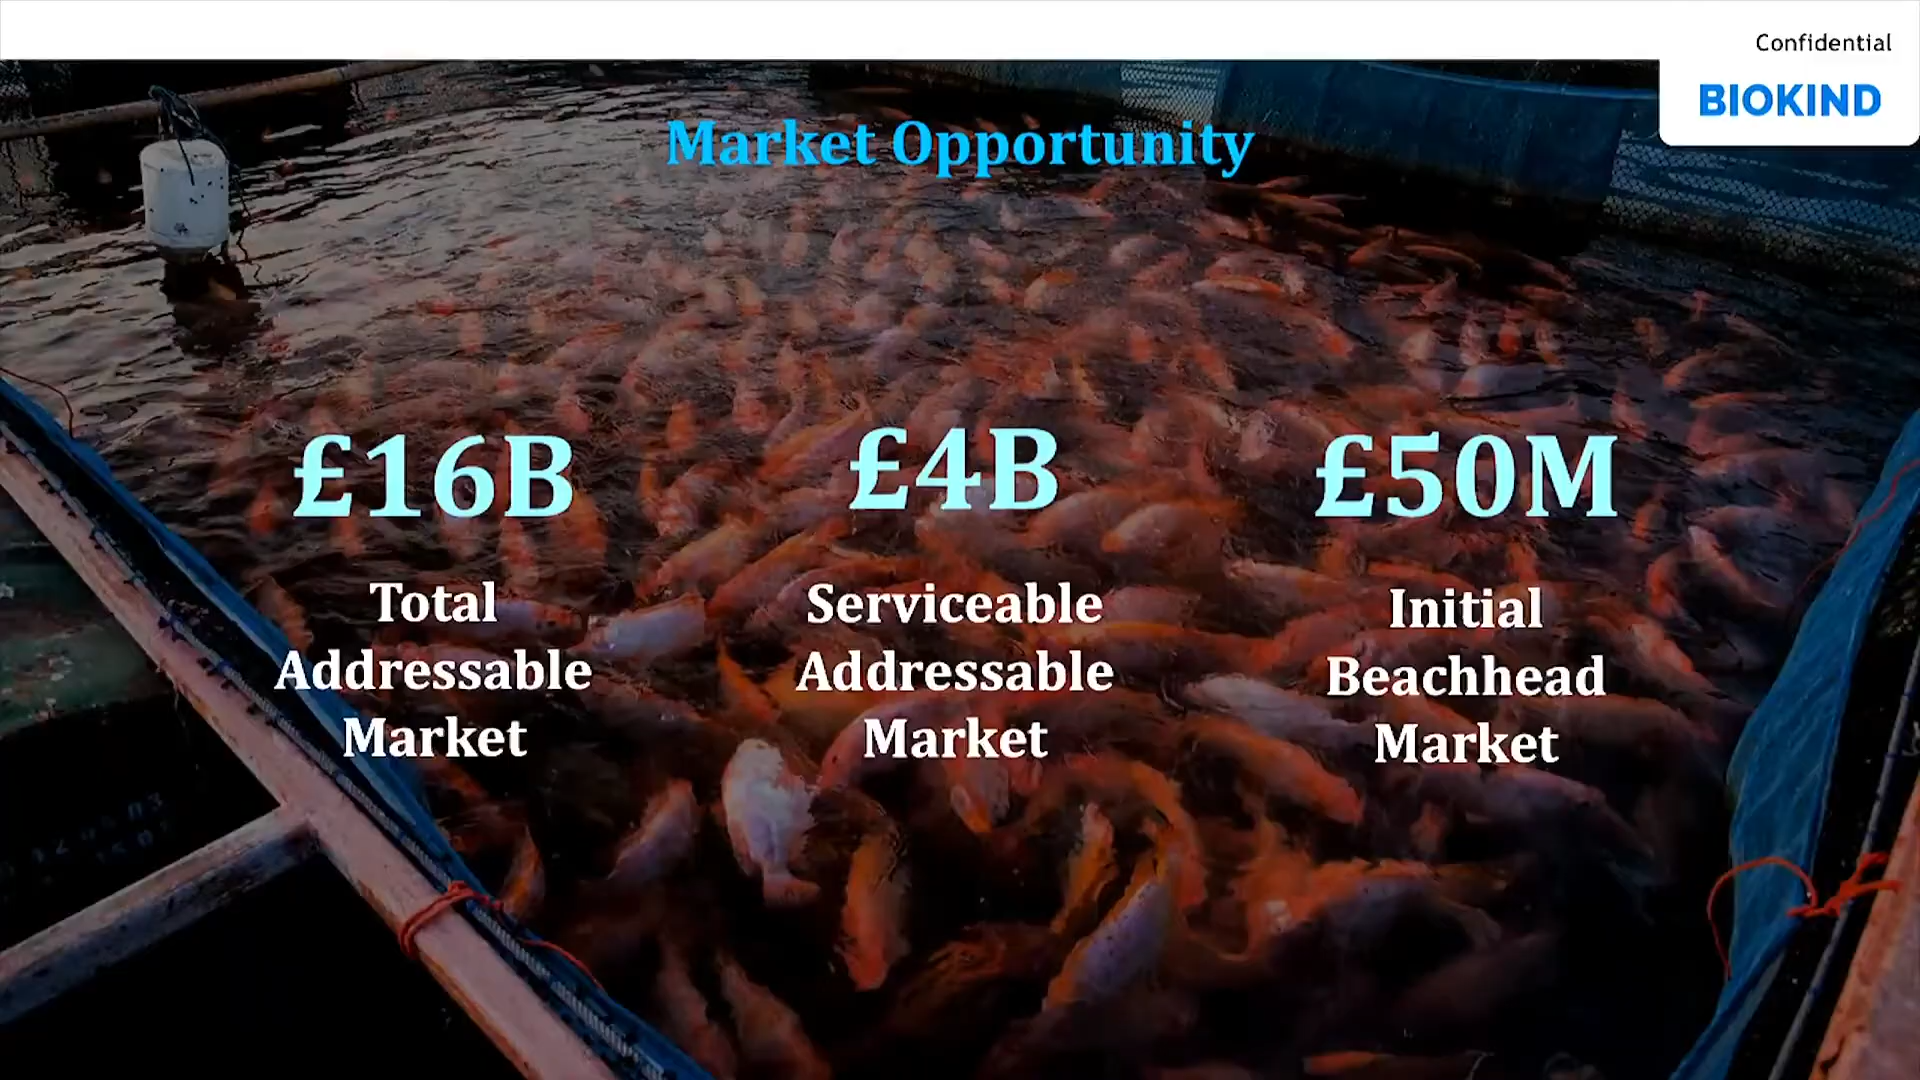 Confidential
BIOKIND
Market Opportunity
£16B
Total
Addressable
Market
£4B
Serviceable
Addressable
Market
£50M
Initial
Beachhead
Market